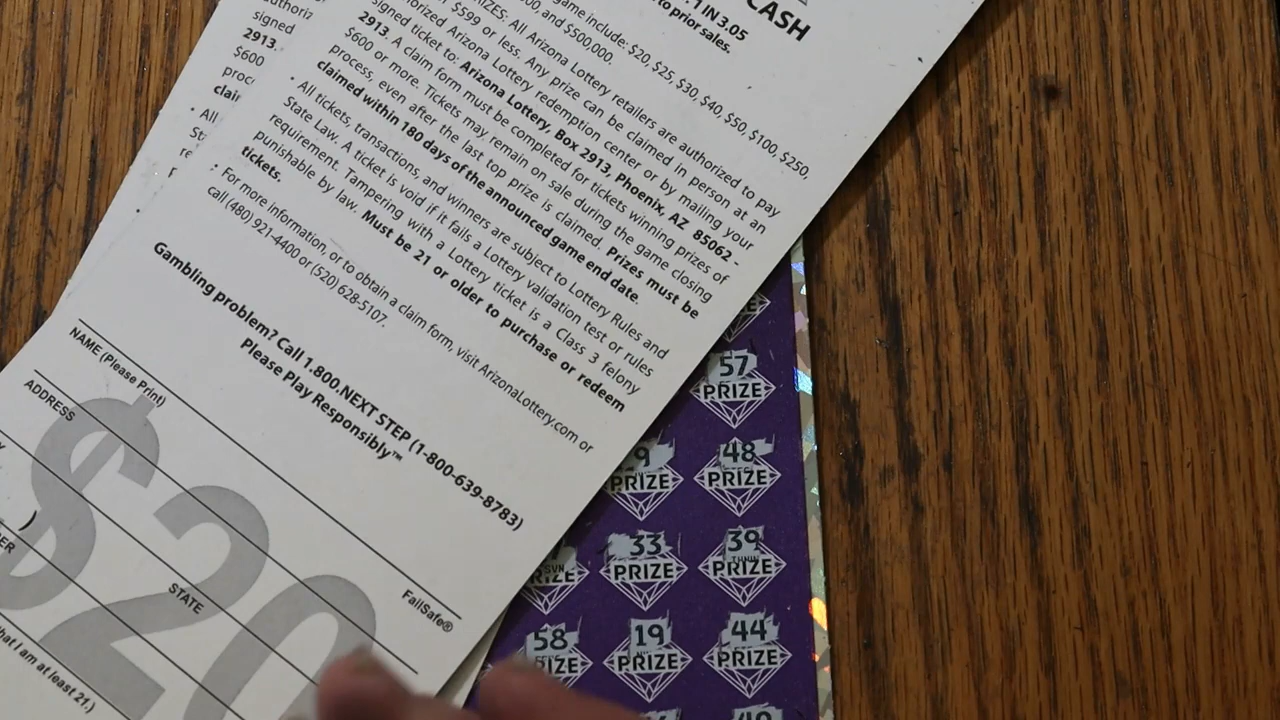 CASH
1 IN 3.05
to prior sales.
game include: $20, $25, $30, $40, $50, $100, $250,
00, and $500,000.
PRIZES: All Arizona Lottery retailers are authorized to pay
$599 or less. Any prize can be claimed in person at an
authorized Arizona Lottery redemption center or by mailing your
signed ticket to: Arizona Lottery, Box 2913, Phoenix, AZ 85062-
2913. A claim form must be completed for tickets winning prizes of
$600 or more. Tickets may remain on sale during the game closing
process, even after the last top prize is claimed. Prizes must be
claimed within 180 days of the announced game end date.
· All tickets, transactions, and winners are subject to Lottery Rules and
State Law. A ticket is void if it fails a Lottery validation test or rules
requirement. Tampering with a Lottery ticket is a Class 3 felony
punishable by law. Must be 21 or older to purchase or redeem
tickets.
· For more information, or to obtain a claim form, visit ArizonaLottery.com or
call (480) 921-4400 or (520) 628-5107.
Gambling problem? Call 1.800.NEXT STEP (1-800-639-8783)
Please Play Responsibly™
NAME (Please Print)
ADDRESS
STATE
FailSafe®
$20
that I am at least 21.)
signed
2913.
$600
proc
clai
All
St
re
57
PRIZE
9 48
PRIZE PRIZE
33 39
PRIZE PRIZE
58 19 44
PRIZE PRIZE